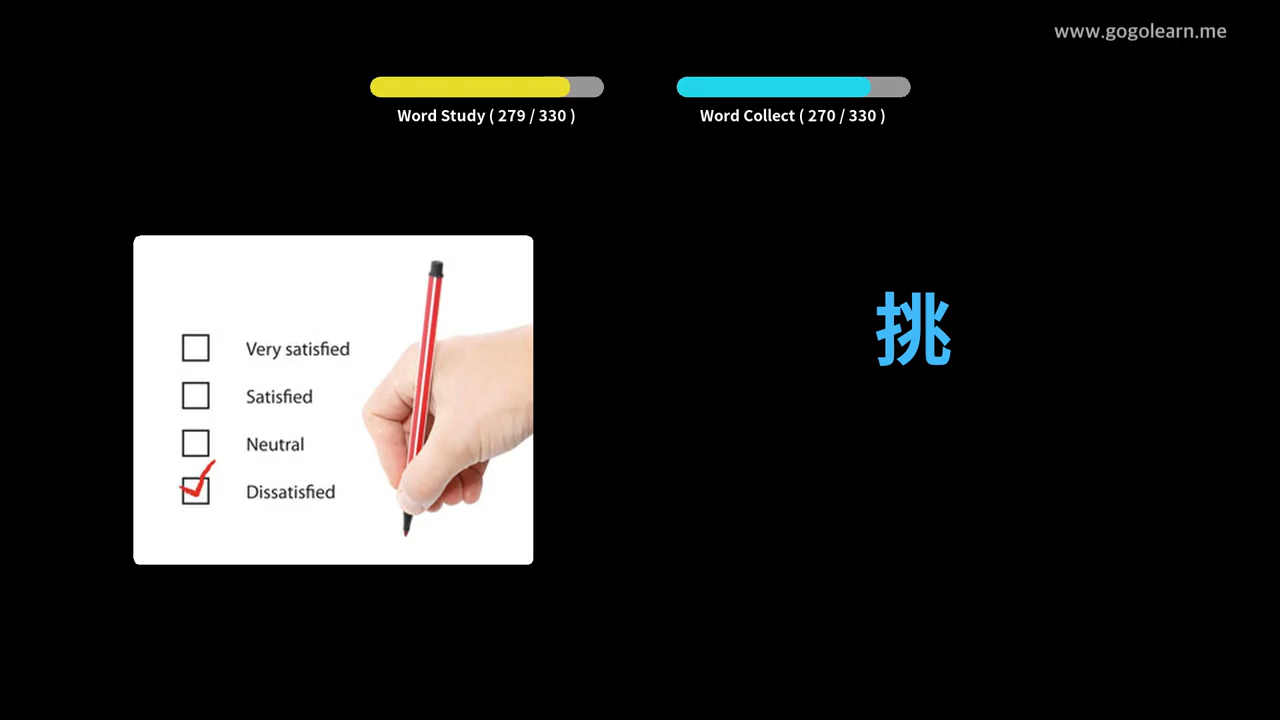 www.gogolearn.me
Word Study ( 279 / 330 )
Word Collect ( 270 / 330 )
挑
Very satisfied
Satisfied
Neutral
Dissatisfied